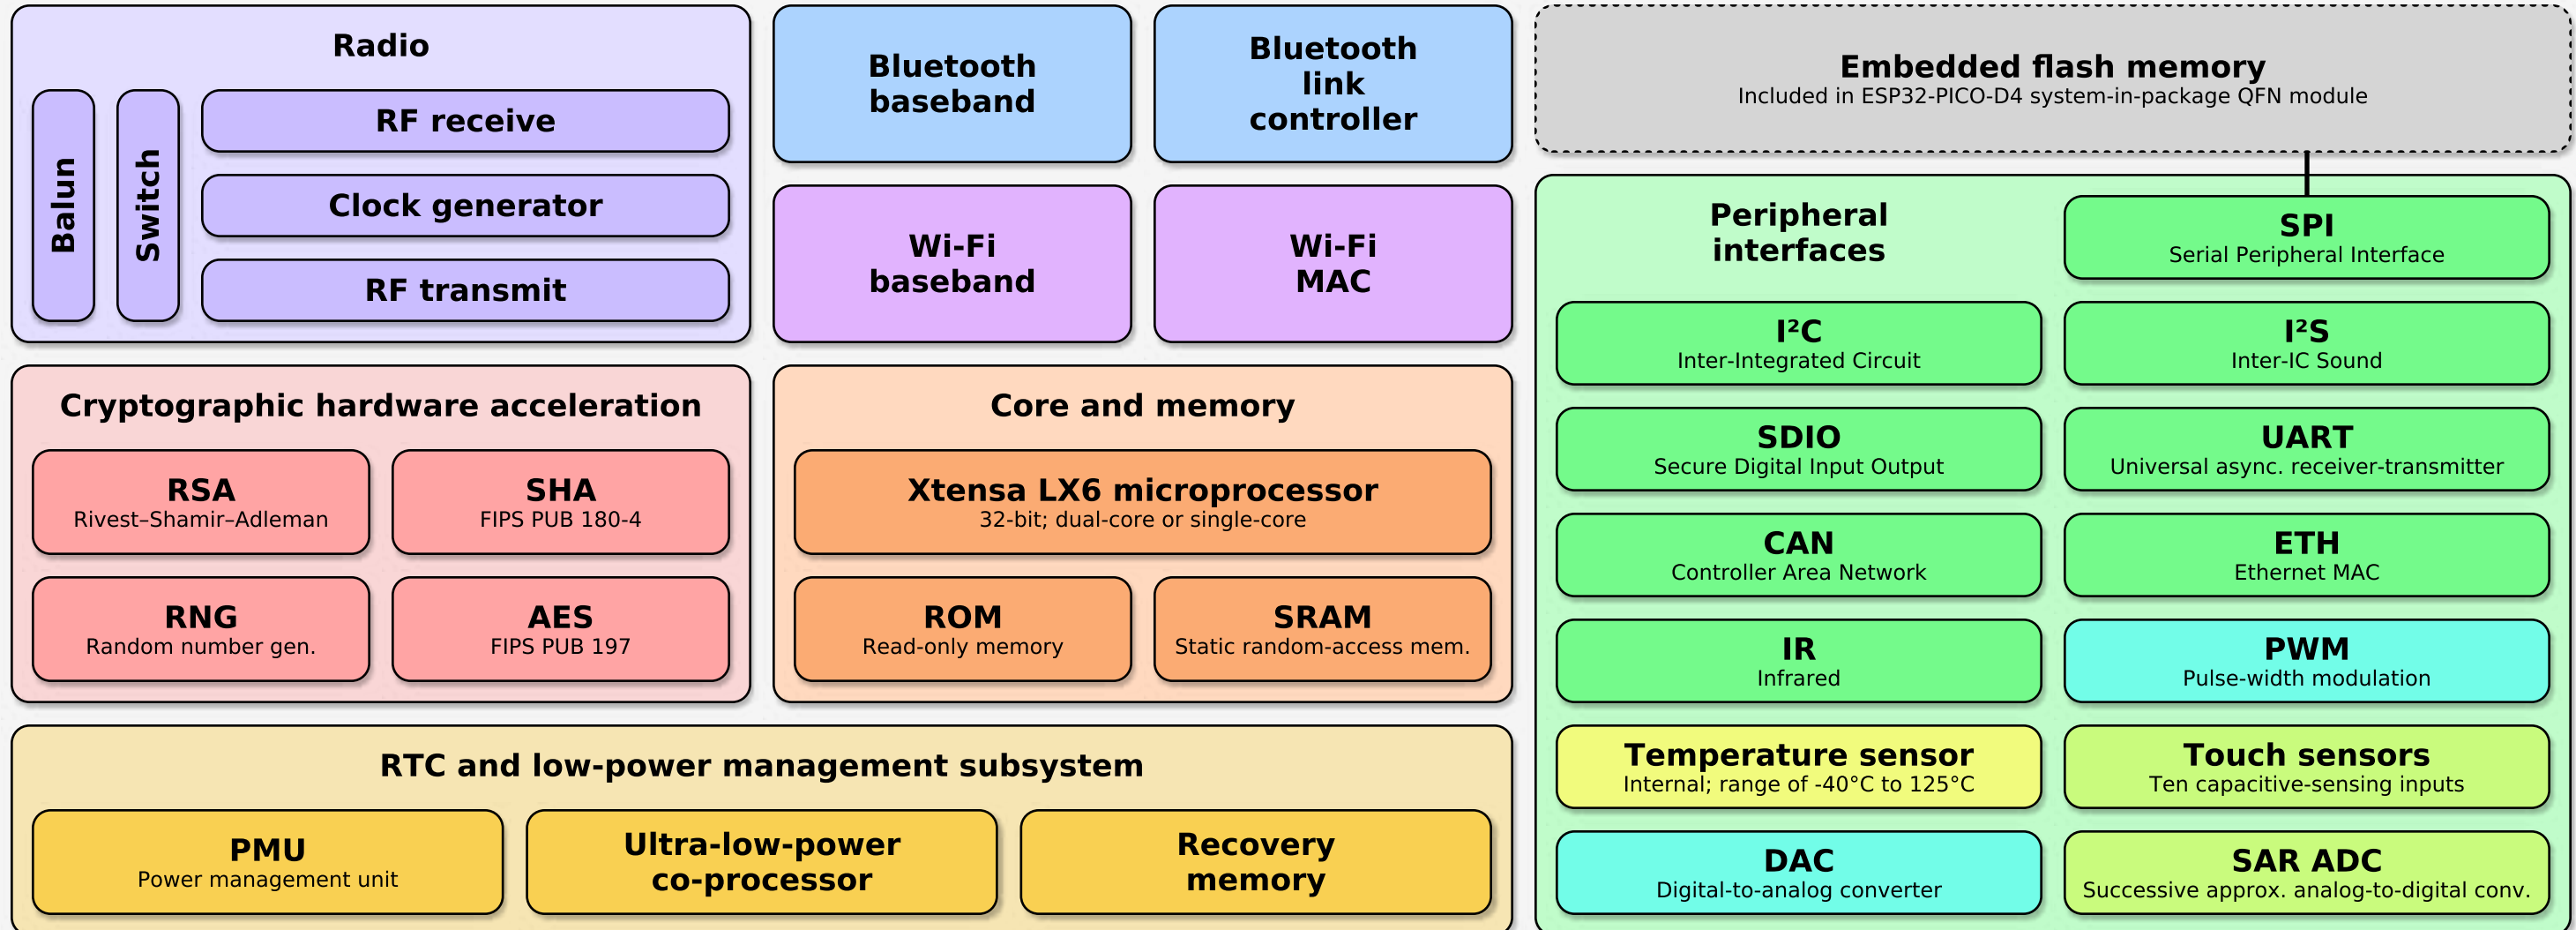 Radio
Balun
Switch
RF receive
Clock generator
RF transmit
Bluetooth
baseband
Bluetooth
link
controller
Wi-Fi
baseband
Wi-Fi
MAC
Embedded flash memory
Included in ESP32-PICO-D4 system-in-package QFN module
Cryptographic hardware acceleration
RSA
Rivest–Shamir–Adleman
SHA
FIPS PUB 180-4
RNG
Random number gen.
AES
FIPS PUB 197
Core and memory
Xtensa LX6 microprocessor
32-bit; dual-core or single-core
ROM
Read-only memory
SRAM
Static random-access mem.
RTC and low-power management subsystem
PMU
Power management unit
Ultra-low-power
co-processor
Recovery
memory
Peripheral
interfaces
SPI
Serial Peripheral Interface
I²C
Inter-Integrated Circuit
I²S
Inter-IC Sound
SDIO
Secure Digital Input Output
UART
Universal async. receiver-transmitter
CAN
Controller Area Network
ETH
Ethernet MAC
IR
Infrared
PWM
Pulse-width modulation
Temperature sensor
Internal; range of -40°C to 125°C
Touch sensors
Ten capacitive-sensing inputs
DAC
Digital-to-analog converter
SAR ADC
Successive approx. analog-to-digital conv.